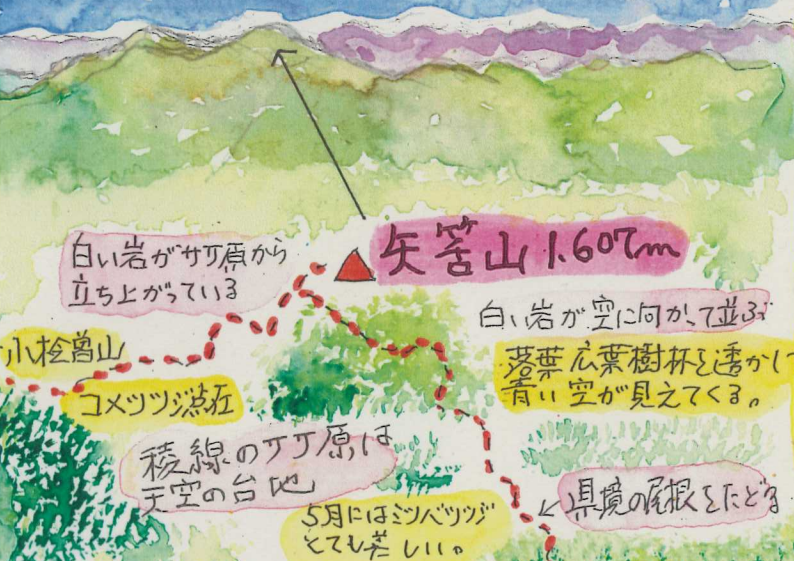 矢筈山 1.607m
白い岩がササ原から
立ち上がっている
白い岩が空に向かって並ぶ
小桧曽山
落葉広葉樹林を透かして
青い空が見えてくる。
コメツツジ点在
稜線のササ原は
天空の台地
県境の尾根をたどる
5月にはミツバツツジ
とても美しい。